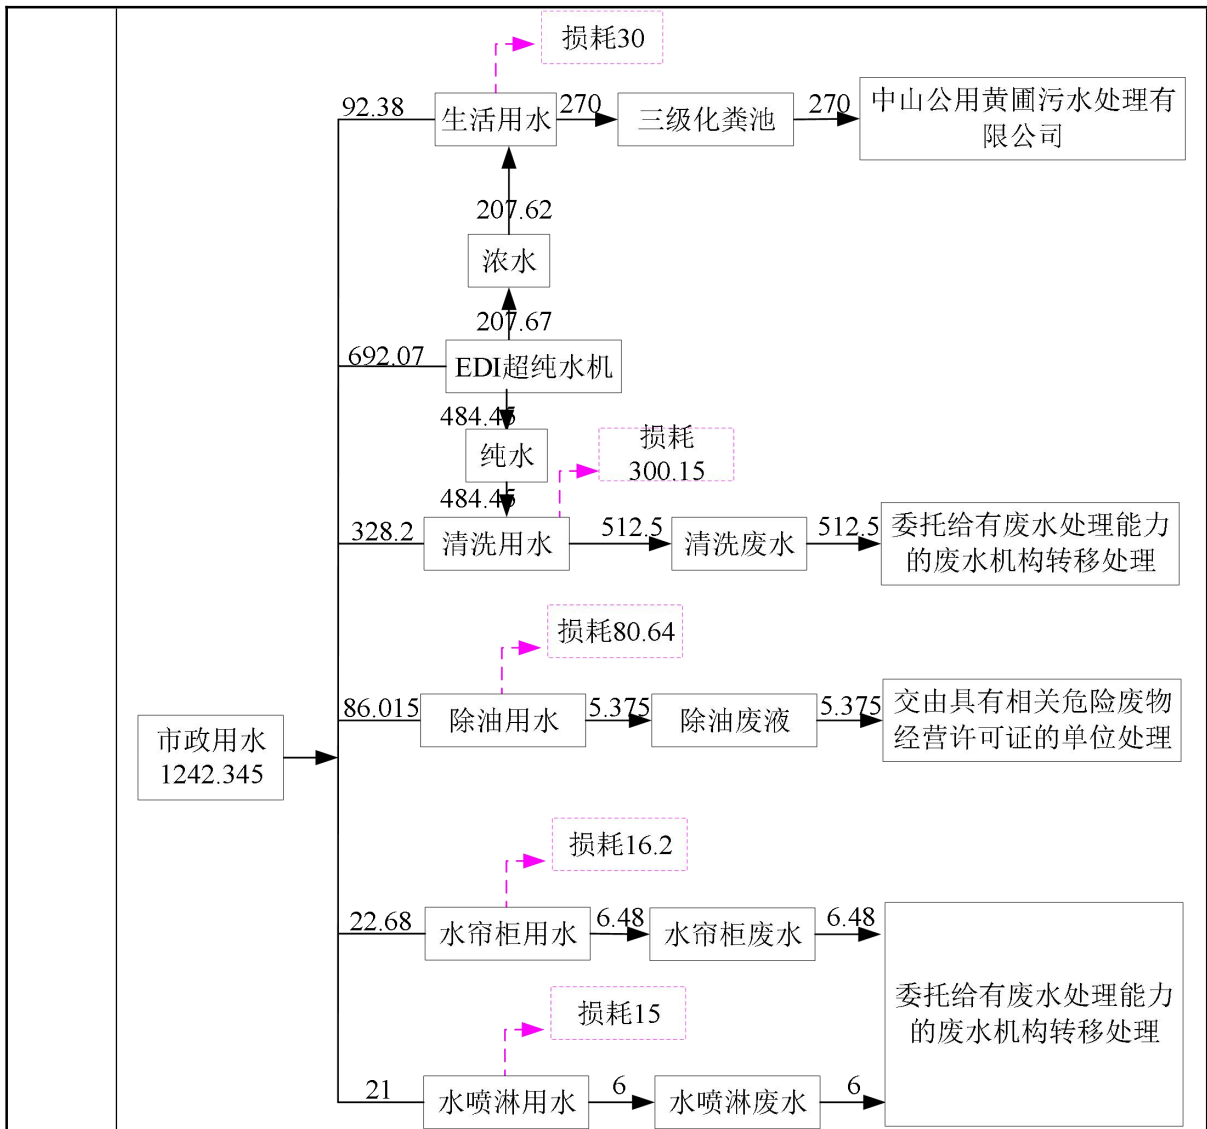 损耗30
92.38
生活用水
270
三级化粪池
270
中山公用黄圃污水处理有
限公司
207.62
浓水
207.67
692.07
EDI超纯水机
484.45
纯水
损耗
300.15
484.45
328.2
清洗用水
512.5
清洗废水
512.5
委托给有废水处理能力
的废水机构转移处理
损耗80.64
86.015
除油用水
5.375
除油废液
5.375
交由具有相关危险废物
经营许可证的单位处理
市政用水
1242.345
损耗16.2
22.68
水帘柜用水
6.48
水帘柜废水
6.48
委托给有废水处理能力
的废水机构转移处理
损耗15
21
水喷淋用水
6
水喷淋废水
6